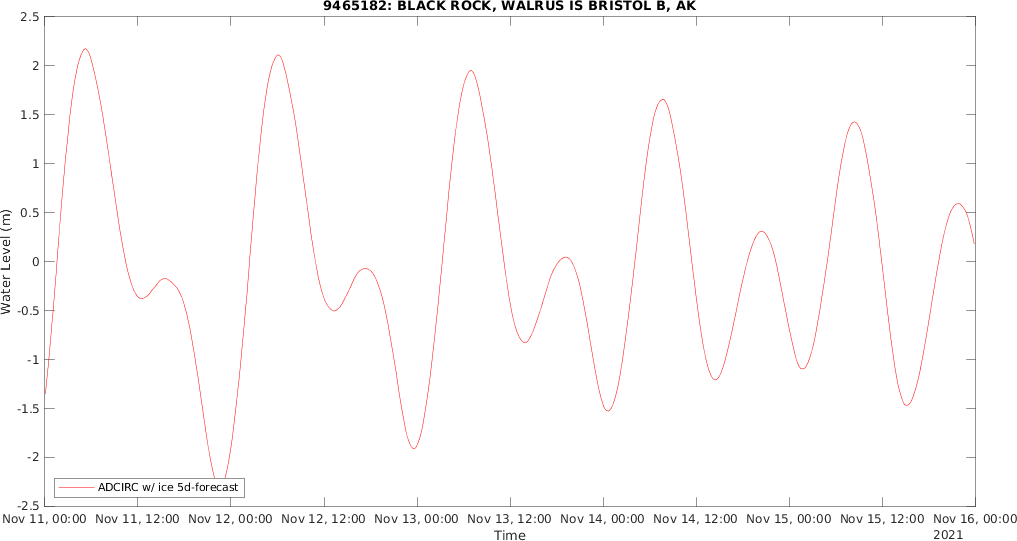 9465182: BLACK ROCK, WALRUS IS BRISTOL B, AK
2.5
2
1.5
1
0.5
0
-0.5
-1
-1.5
-2
-2.5
Water Level (m)
ADCIRC w/ ice 5d-forecast
Nov 11, 00:00 Nov 11, 12:00 Nov 12, 00:00 Nov 12, 12:00 Nov 13, 00:00 Nov 13, 12:00 Nov 14, 00:00 Nov 14, 12:00 Nov 15, 00:00 Nov 15, 12:00 Nov 16, 00:00
Time
2021